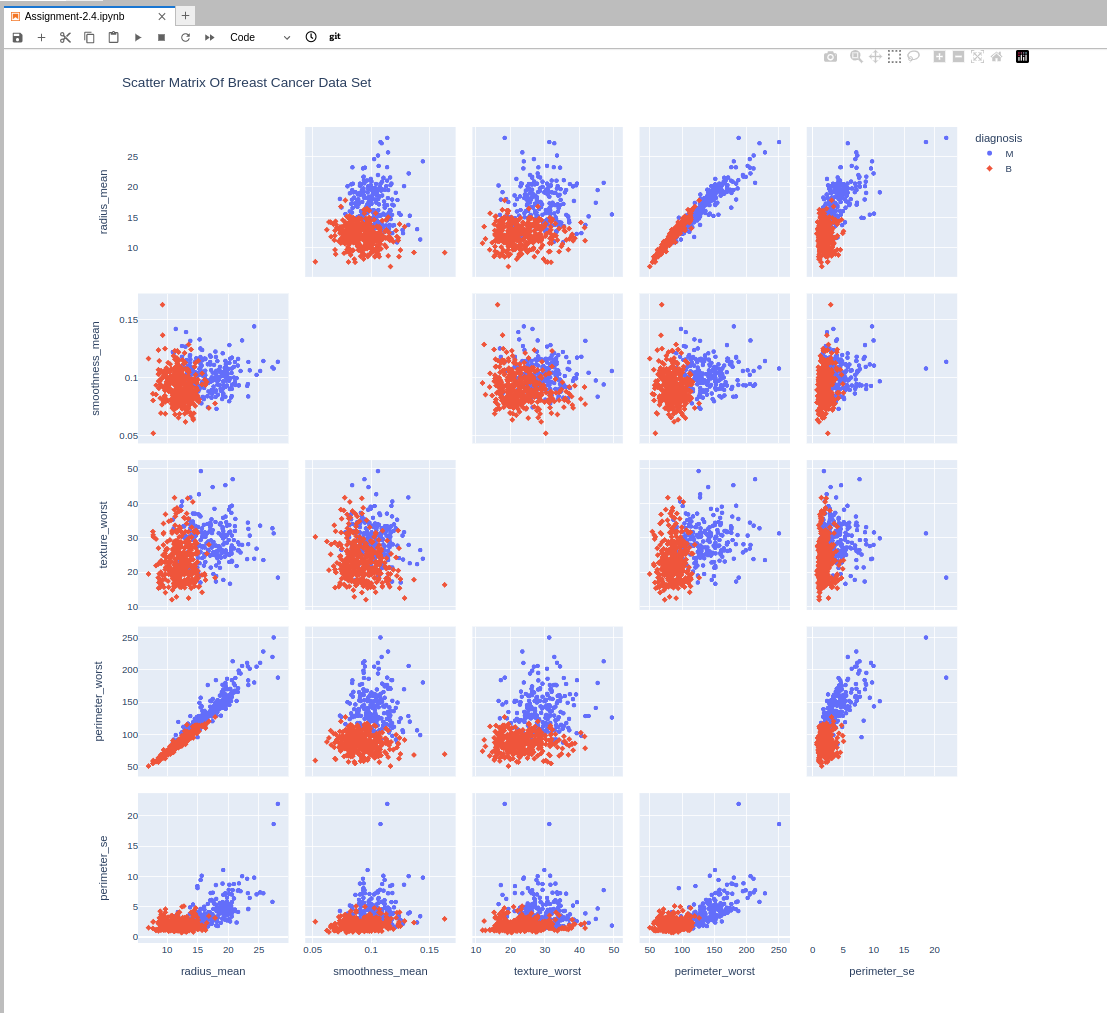 Assignment-2.4.ipynb
Code
git
Scatter Matrix Of Breast Cancer Data Set
diagnosis
M
B
radius_mean
25
20
15
10
smoothness_mean
0.15
0.1
0.05
texture_worst
50
40
30
20
10
perimeter_worst
250
200
150
100
50
perimeter_se
20
15
10
5
0
10 15 20 25 0.05 0.1 0.15 10 20 30 40 50 50 100 150 200 250 0 5 10 15 20
radius_mean smoothness_mean texture_worst perimeter_worst perimeter_se